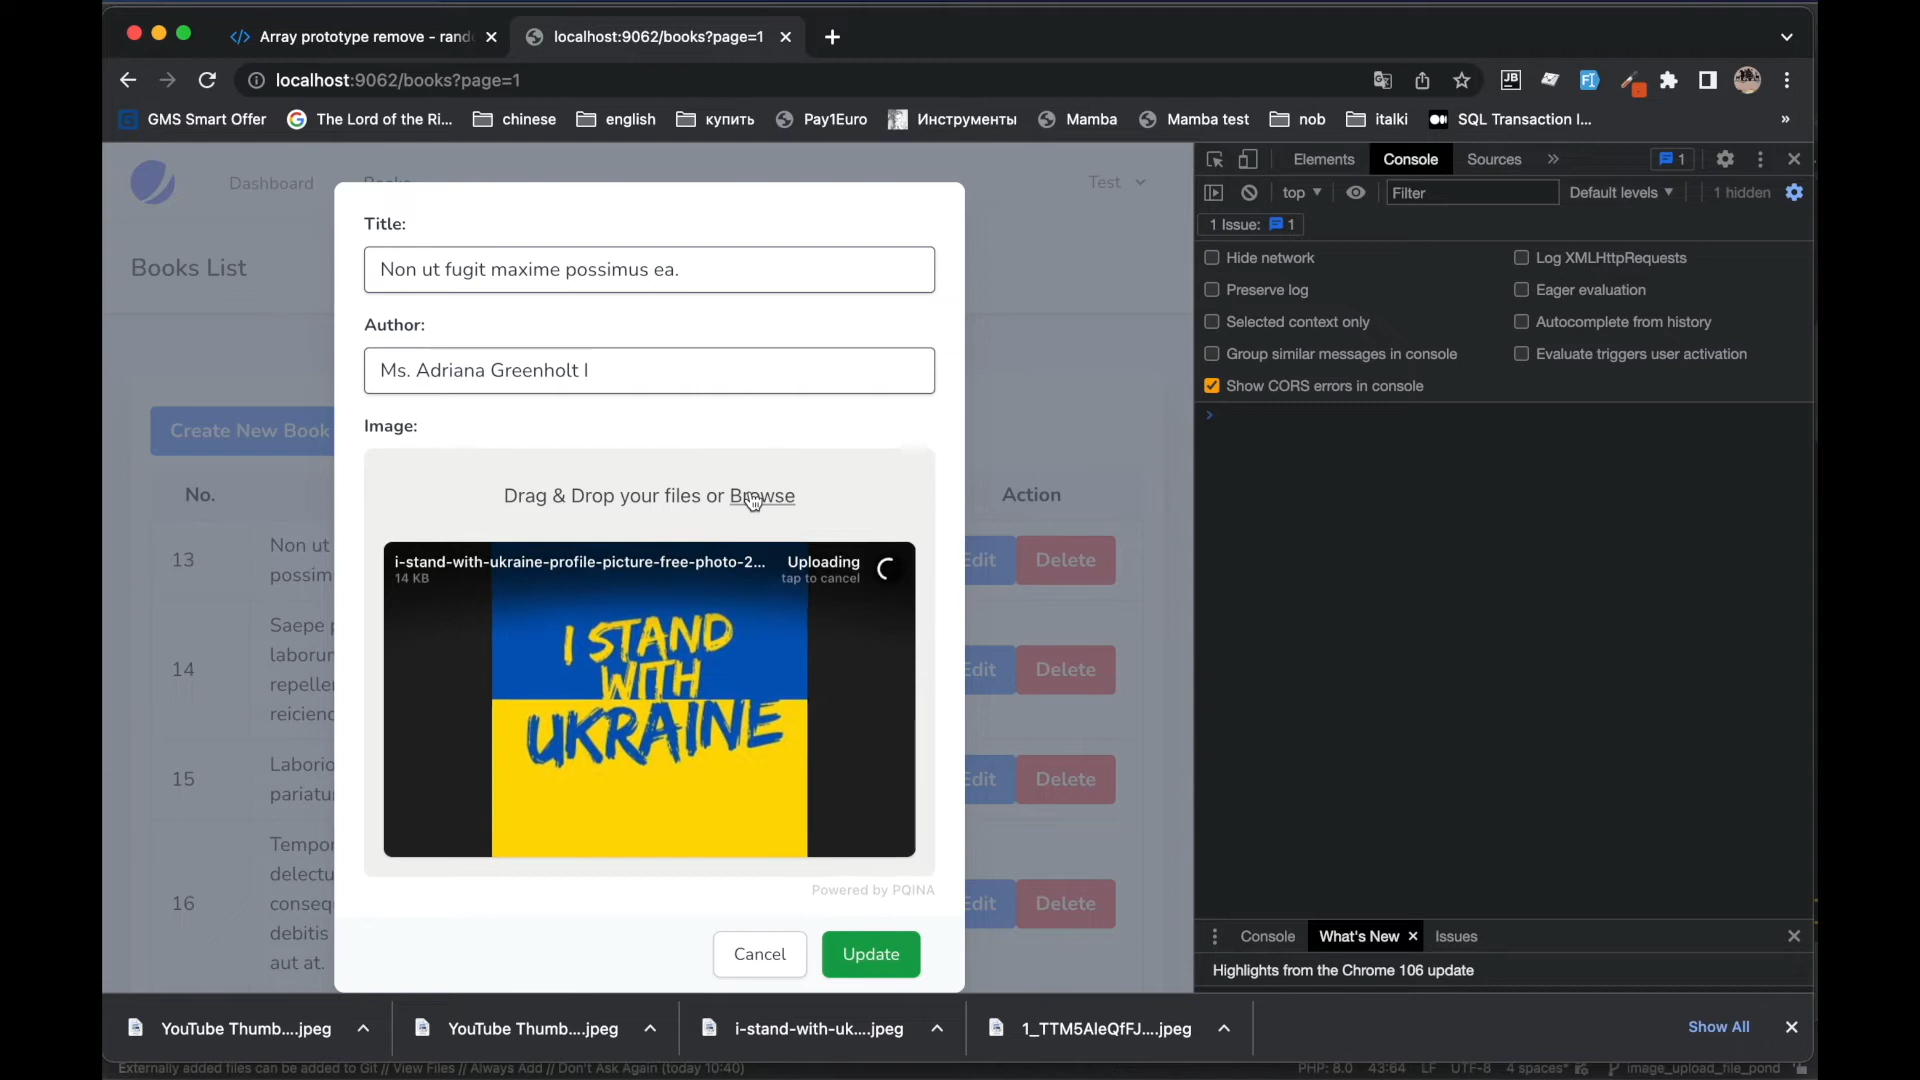 Array prototype remove - rand
localhost:9062/books?page=1
localhost:9062/books?page=1
GMS Smart Offer
The Lord of the Ri...
chinese
english
купить
Pay1Euro
Инструменты
Mamba
Mamba test
nob
italki
SQL Transaction I...
»
Dashboard
Books
Test
Books List
Create New Book
No.
Action
13
Non ut
possim
Edit
Delete
14
Saepe
laborur
repeller
reicienc
Edit
Delete
15
Laborio
pariatu
Edit
Delete
16
Tempor
delectu
conseq
debitis
aut at.
Edit
Delete
Title:
Non ut fugit maxime possimus ea.
Author:
Ms. Adriana Greenholt I
Image:
Drag & Drop your files or Browse
i-stand-with-ukraine-profile-picture-free-photo-2...
14 KB
Uploading
tap to cancel
I STAND
WITH
UKRAINE
Powered by PQINA
Cancel
Update
Elements
Console
Sources
»
1
top
Filter
Default levels
1 hidden
1 Issue:
1
Hide network
Log XMLHttpRequests
Preserve log
Eager evaluation
Selected context only
Autocomplete from history
Group similar messages in console
Evaluate triggers user activation
Show CORS errors in console
Console
What's New
Issues
Highlights from the Chrome 106 update
YouTube Thumb....jpeg
YouTube Thumb....jpeg
i-stand-with-uk....jpeg
1_TTM5AleQfFJ....jpeg
Show All
Externally added files can be added to Git // View Files // Always Add // Don't Ask Again (today 10:40)
PHP: 8.0
43:64
LF
UTF-8
4 spaces*
image_upload_file_pond